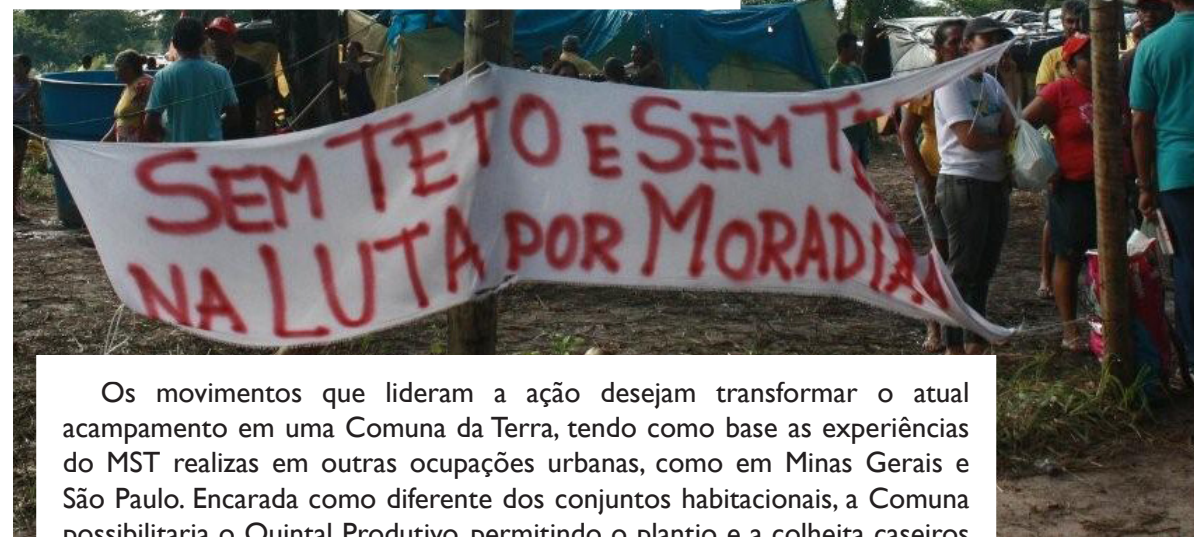 SEM TETO E SEM T
NA LUTA POR MORADIA
Os movimentos que lideram a ação desejam transformar o atual
acampamento em uma Comuna da Terra, tendo como base as experiências
do MST realizas em outras ocupações urbanas, como em Minas Gerais e
São Paulo. Encarada como diferente dos conjuntos habitacionais, a Comuna
possibilitaria o Quintal Produtivo, permitindo o plantio e a colheita caseiros